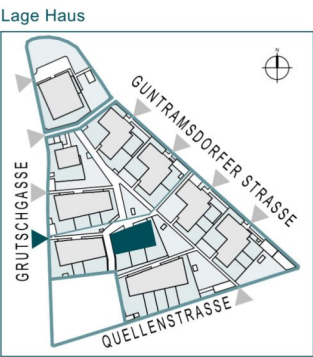 Lage Haus
N
GUNTRAMSDORFER STRASSE
GRUTSCHGASSE
QUELLENSTRASSE